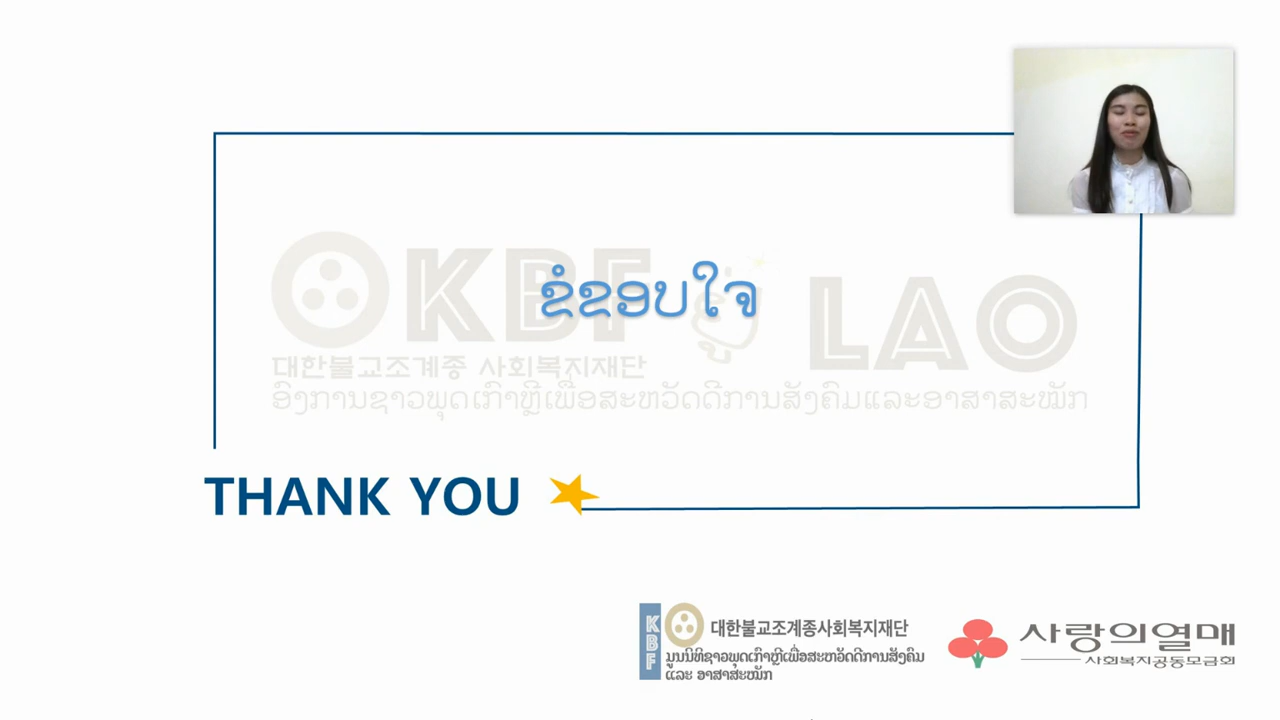 KBF LAO
ຂໍຂອບໃຈ
대한불교조계종 사회복지재단
ອົງການຊາວພຸດເກົາຫຼີເພື່ອສະຫວັດດີການສັງຄົມແລະອາສາສະໝັກ
THANK YOU
KBF
대한불교조계종사회복지재단
ມູນນິທິຊາວພຸດເກົາຫຼີເພື່ອສະຫວັດດີການສັງຄົມ
ແລະ ອາສາສະໝັກ
사랑의열매
사회복지공동모금회